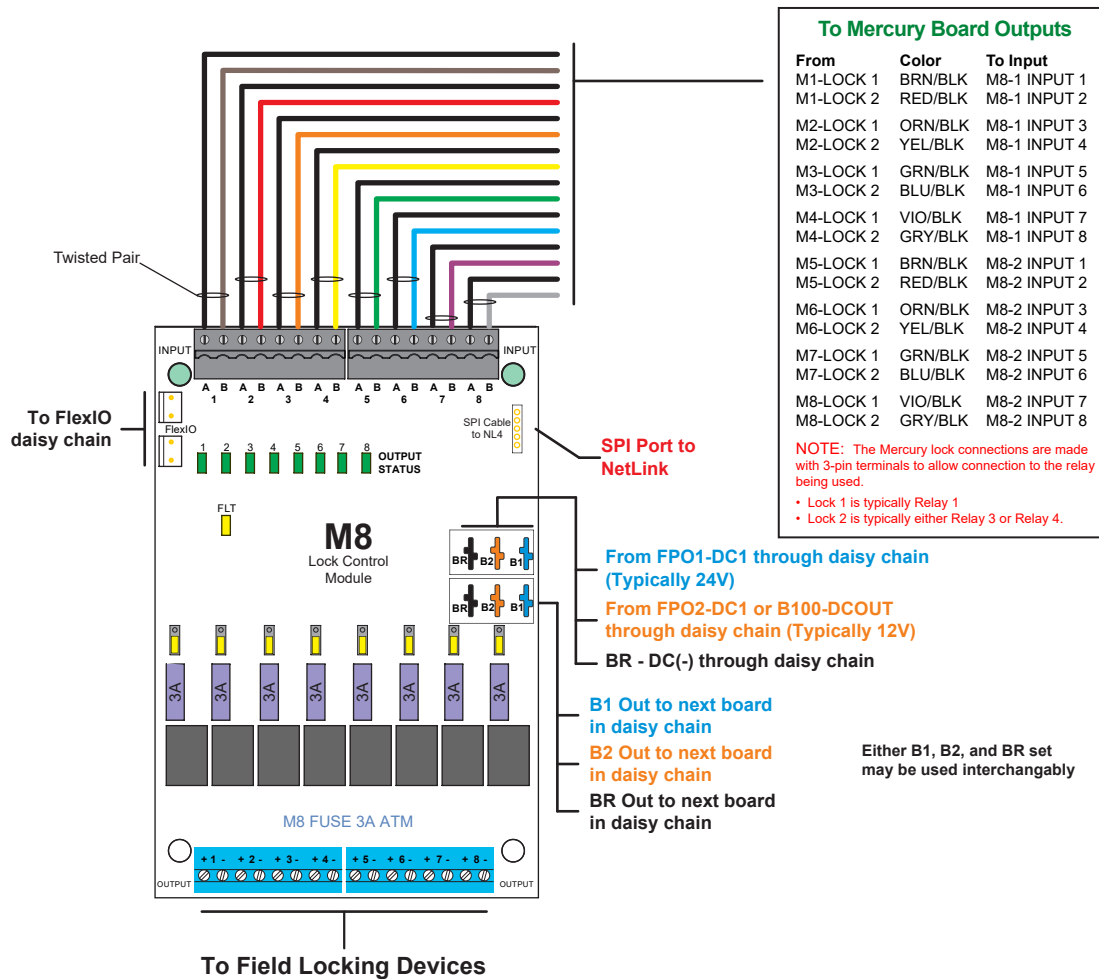 To Mercury Board Outputs
From Color To Input
M1-LOCK 1 BRN/BLK M8-1 INPUT 1
M1-LOCK 2 RED/BLK M8-1 INPUT 2
M2-LOCK 1 ORN/BLK M8-1 INPUT 3
M2-LOCK 2 YEL/BLK M8-1 INPUT 4
M3-LOCK 1 GRN/BLK M8-1 INPUT 5
M3-LOCK 2 BLU/BLK M8-1 INPUT 6
M4-LOCK 1 VIO/BLK M8-1 INPUT 7
M4-LOCK 2 GRY/BLK M8-1 INPUT 8
M5-LOCK 1 BRN/BLK M8-2 INPUT 1
M5-LOCK 2 RED/BLK M8-2 INPUT 2
M6-LOCK 1 ORN/BLK M8-2 INPUT 3
M6-LOCK 2 YEL/BLK M8-2 INPUT 4
M7-LOCK 1 GRN/BLK M8-2 INPUT 5
M7-LOCK 2 BLU/BLK M8-2 INPUT 6
M8-LOCK 1 VIO/BLK M8-2 INPUT 7
M8-LOCK 2 GRY/BLK M8-2 INPUT 8
NOTE: The Mercury lock connections are made
with 3-pin terminals to allow connection to the relay
being used.
• Lock 1 is typically Relay 1
• Lock 2 is typically either Relay 3 or Relay 4.
Twisted Pair
INPUT
INPUT
A B A B A B A B A B A B A B A B
1 2 3 4 5 6 7 8
To FlexIO
daisy chain
FlexIO
SPI Cable
to NL4
SPI Port to
NetLink
1 2 3 4 5 6 7 8
OUTPUT
STATUS
FLT
M8
Lock Control
Module
BR B2 B1
BR B2 B1
From FPO1-DC1 through daisy chain
(Typically 24V)
From FPO2-DC1 or B100-DCOUT
through daisy chain (Typically 12V)
BR - DC(-) through daisy chain
3A 3A 3A 3A 3A 3A 3A 3A
B1 Out to next board
in daisy chain
B2 Out to next board
in daisy chain
BR Out to next board
in daisy chain
Either B1, B2, and BR set
may be used interchangably
M8 FUSE 3A ATM
+ 1 - + 2 - + 3 - + 4 - + 5 - + 6 - + 7 - + 8 -
OUTPUT
OUTPUT
To Field Locking Devices